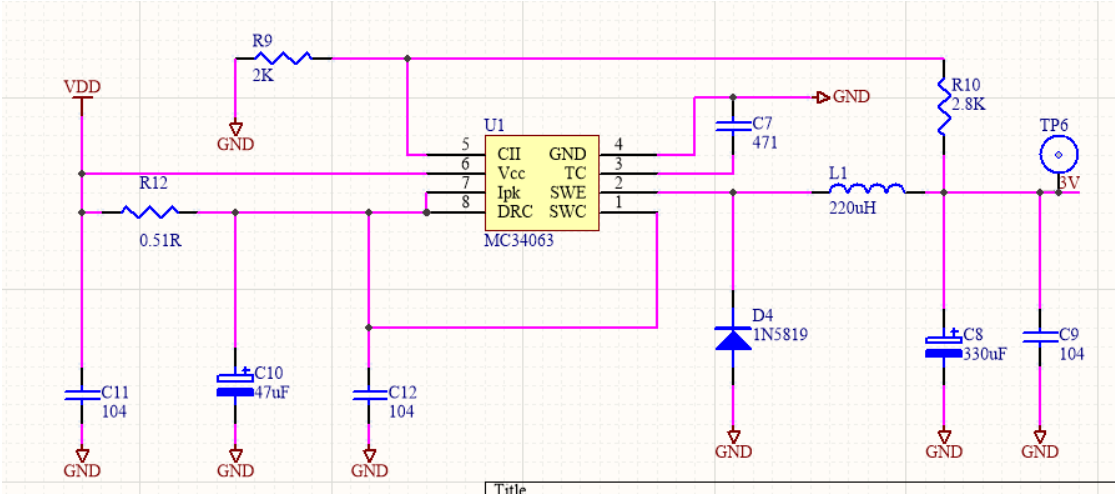 R9
2K
VDD
R10
2.8K
GND
C7
471
GND
U1
TP6
5
CII
GND
4
6
Vcc
TC
3
7
Ipk
SWE
2
8
DRC
SWC
1
MC34063
R12
0.51R
L1
220uH
3V
D4
1N5819
C8
330uF
C9
104
C11
104
C10
47uF
C12
104
GND
GND
GND
GND
GND
GND
Title